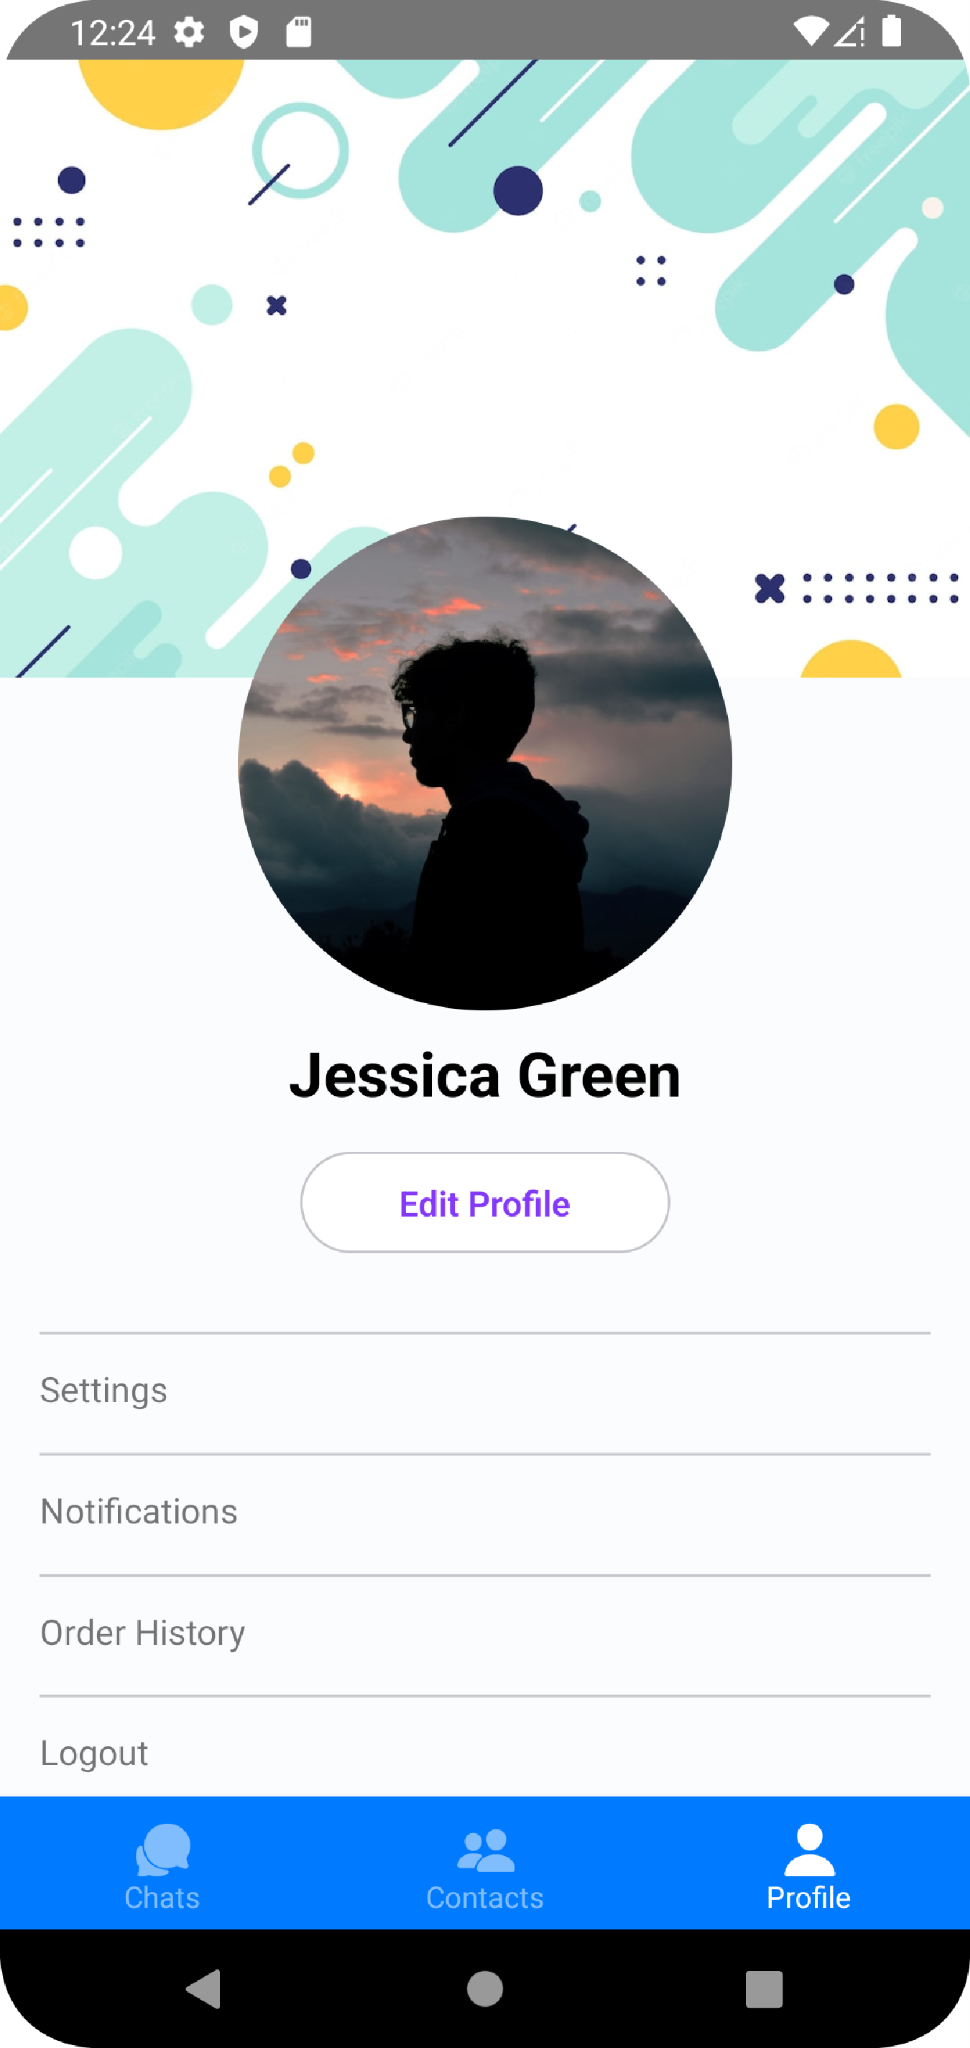 12:24
Jessica Green
Edit Profile
Settings
Notifications
Order History
Logout
Chats
Contacts
Profile